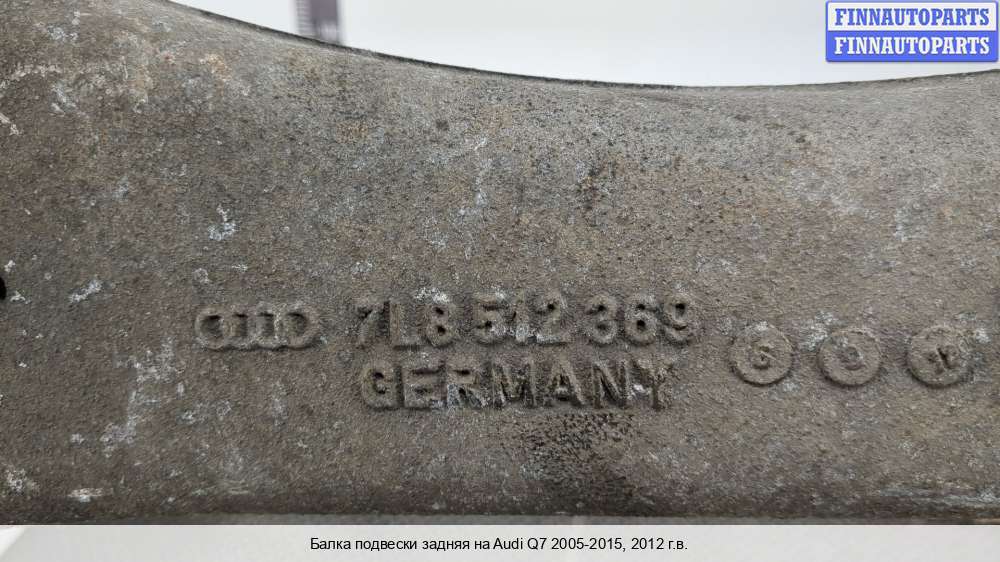 FINNAUTOPARTS
FINNAUTOPARTS
7L8 512 369
GERMANY
Балка подвески задняя на Audi Q7 2005-2015, 2012 г.в.